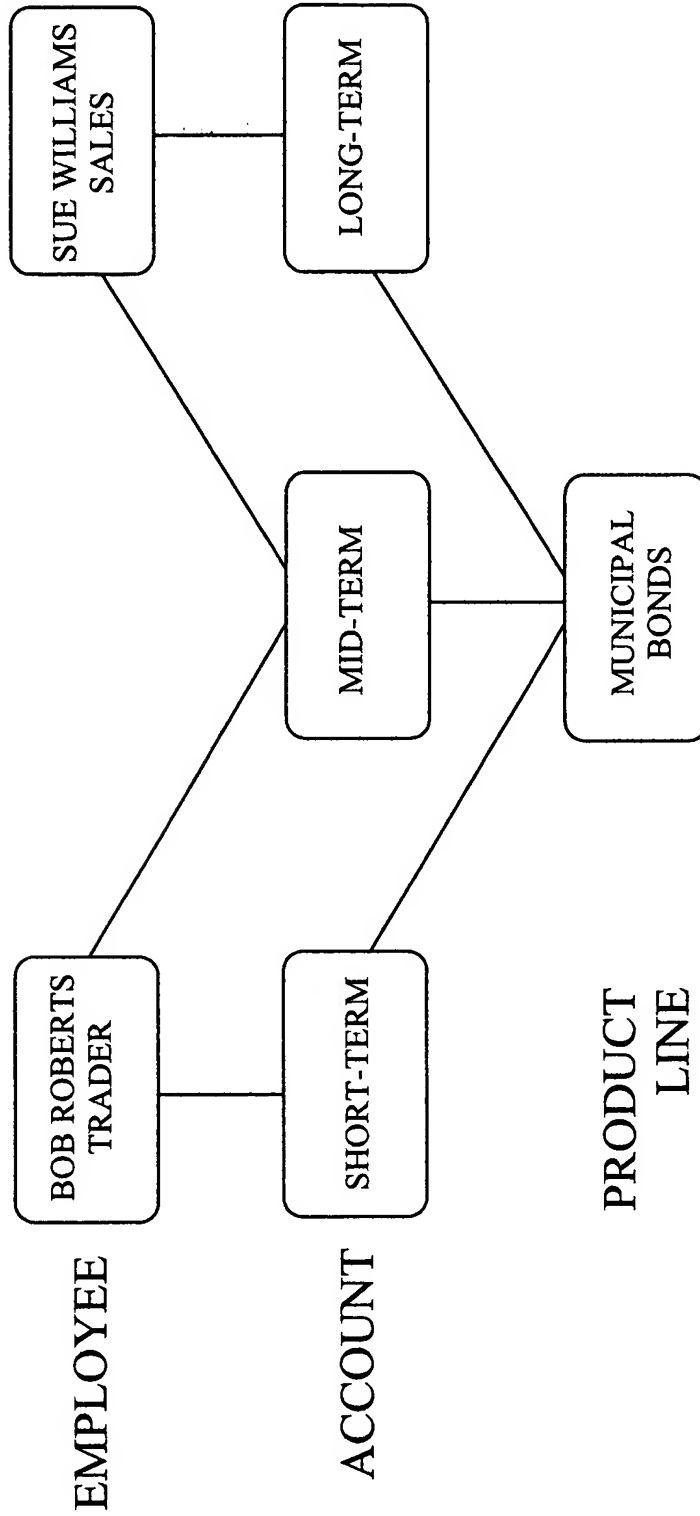 EMPLOYEE
BOB ROBERTS
TRADER
SUE WILLIAMS
SALES
ACCOUNT
SHORT-TERM
MID-TERM
LONG-TERM
PRODUCT
LINE
MUNICIPAL
BONDS